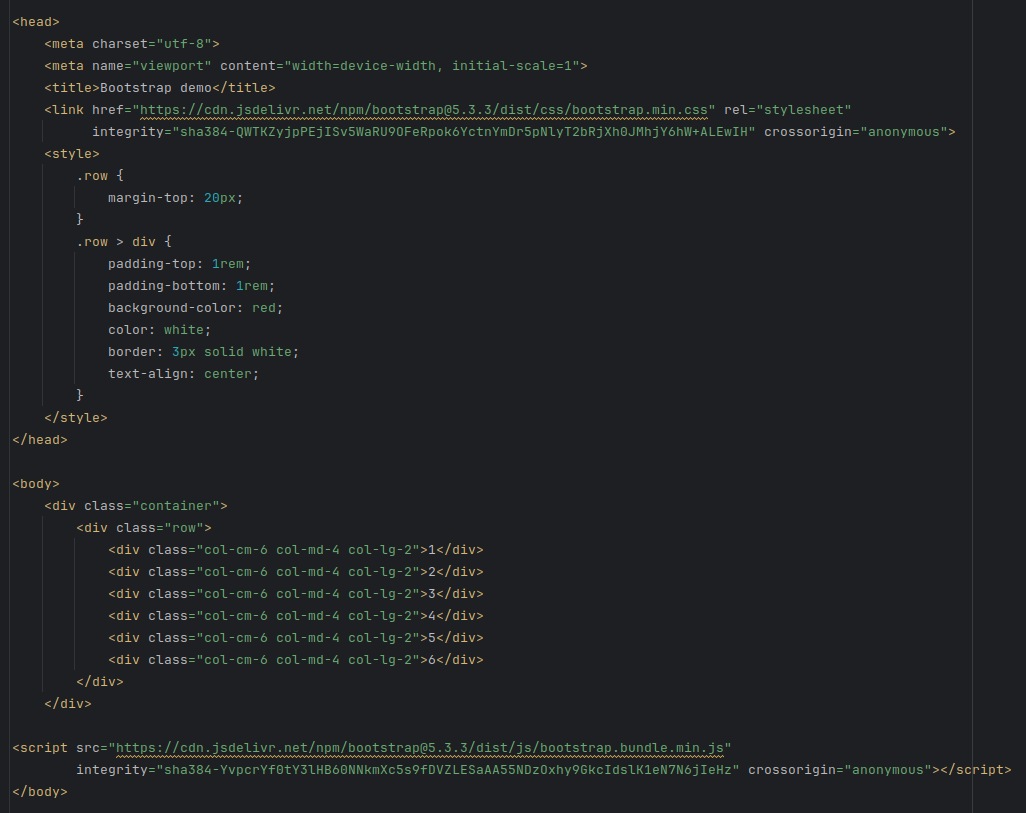 <head>
    <meta charset="utf-8">
    <meta name="viewport" content="width=device-width, initial-scale=1">
    <title>Bootstrap demo</title>
    <link href="https://cdn.jsdelivr.net/npm/bootstrap@5.3.3/dist/css/bootstrap.min.css" rel="stylesheet"
          integrity="sha384-QWTKZyjpPEjISv5WaRU9OFeRpok6YctnYmDr5pNlyT2bRjXh0JMhjY6hW+ALEwIH" crossorigin="anonymous">
    <style>
        .row {
            margin-top: 20px;
        }
        .row > div {
            padding-top: 1rem;
            padding-bottom: 1rem;
            background-color: red;
            color: white;
            border: 3px solid white;
            text-align: center;
        }
    </style>
</head>

<body>
    <div class="container">
        <div class="row">
            <div class="col-cm-6 col-md-4 col-lg-2">1</div>
            <div class="col-cm-6 col-md-4 col-lg-2">2</div>
            <div class="col-cm-6 col-md-4 col-lg-2">3</div>
            <div class="col-cm-6 col-md-4 col-lg-2">4</div>
            <div class="col-cm-6 col-md-4 col-lg-2">5</div>
            <div class="col-cm-6 col-md-4 col-lg-2">6</div>
        </div>
    </div>

<script src="https://cdn.jsdelivr.net/npm/bootstrap@5.3.3/dist/js/bootstrap.bundle.min.js"
        integrity="sha384-YvpcrYf0tY3lHB60NNkmXc5s9fDVZLESaAA55NDzOxhy9GkcIdslK1eN7N6jIeHz" crossorigin="anonymous"></script>
</body>